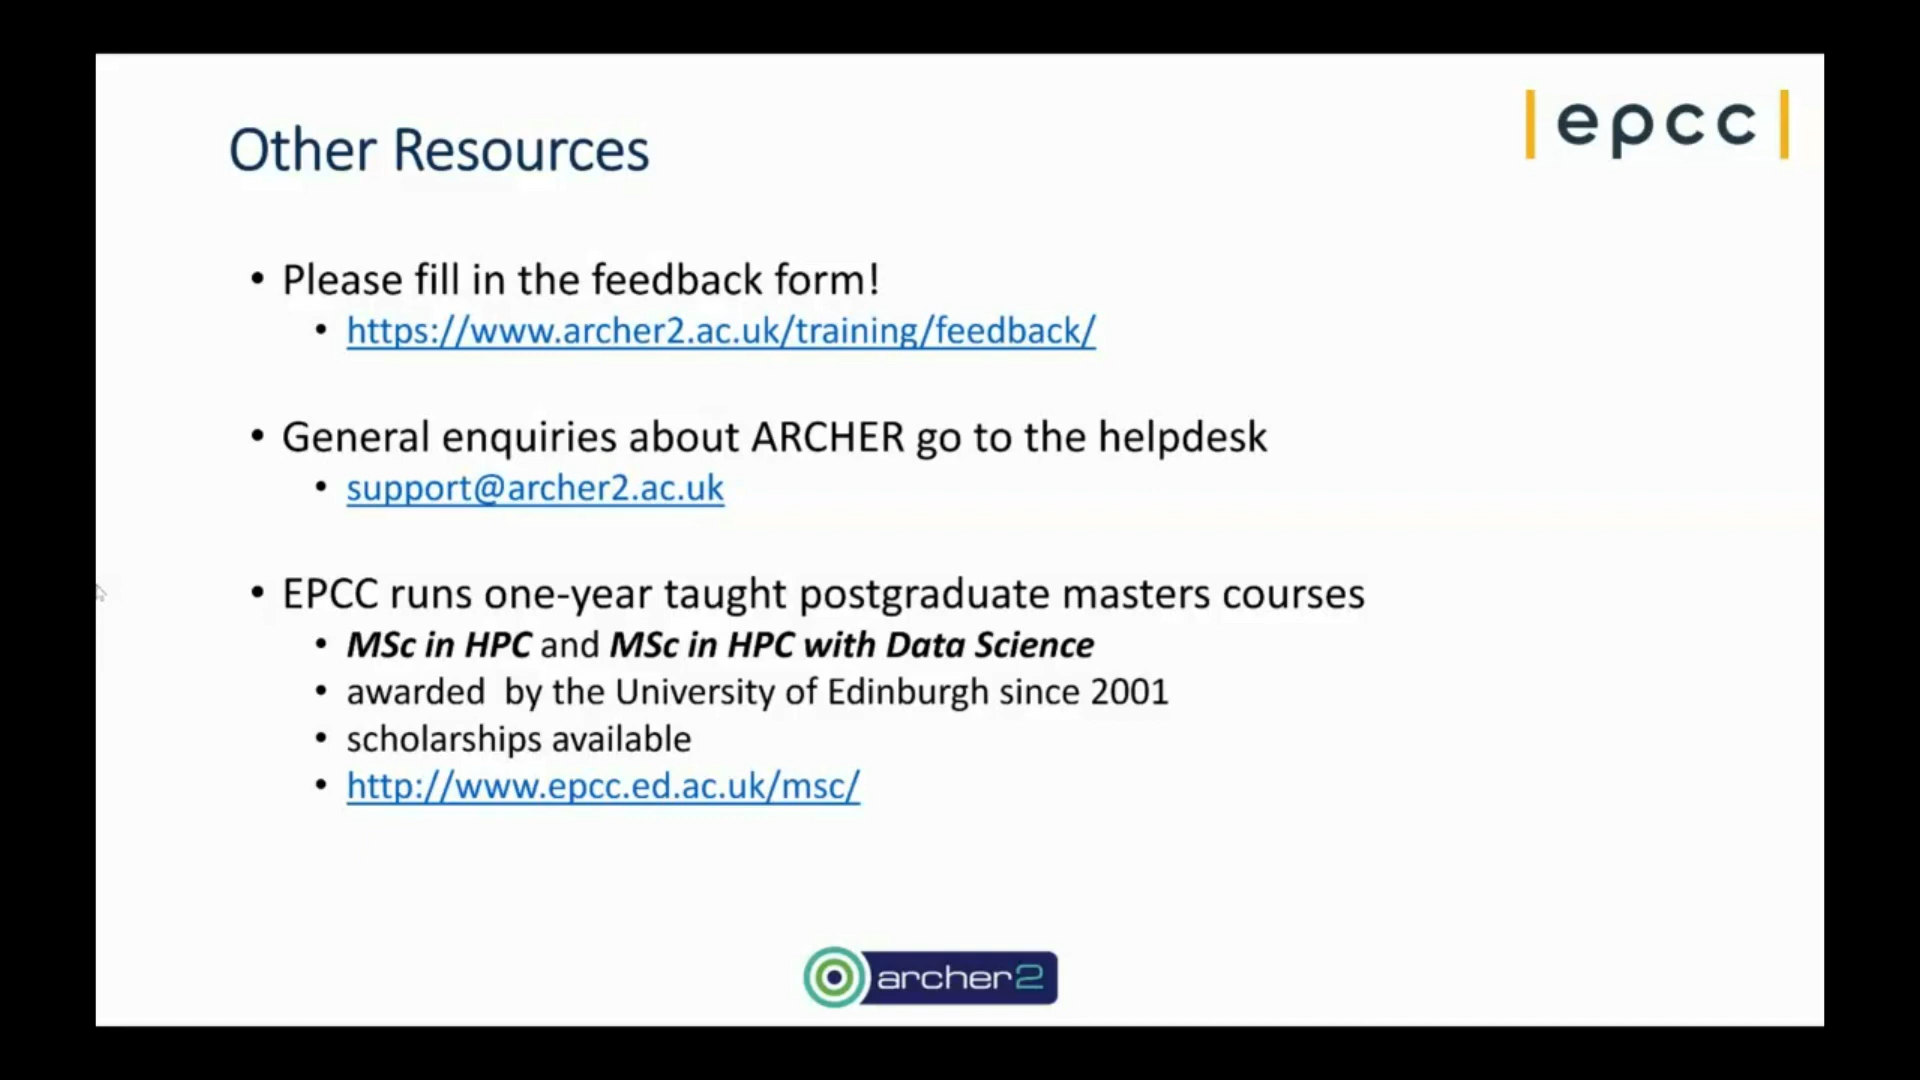 Other Resources
|epcc|
• Please fill in the feedback form!
• https://www.archer2.ac.uk/training/feedback/
• General enquiries about ARCHER go to the helpdesk
• support@archer2.ac.uk
• EPCC runs one-year taught postgraduate masters courses
• MSc in HPC and MSc in HPC with Data Science
• awarded  by the University of Edinburgh since 2001
• scholarships available
• http://www.epcc.ed.ac.uk/msc/
archer2